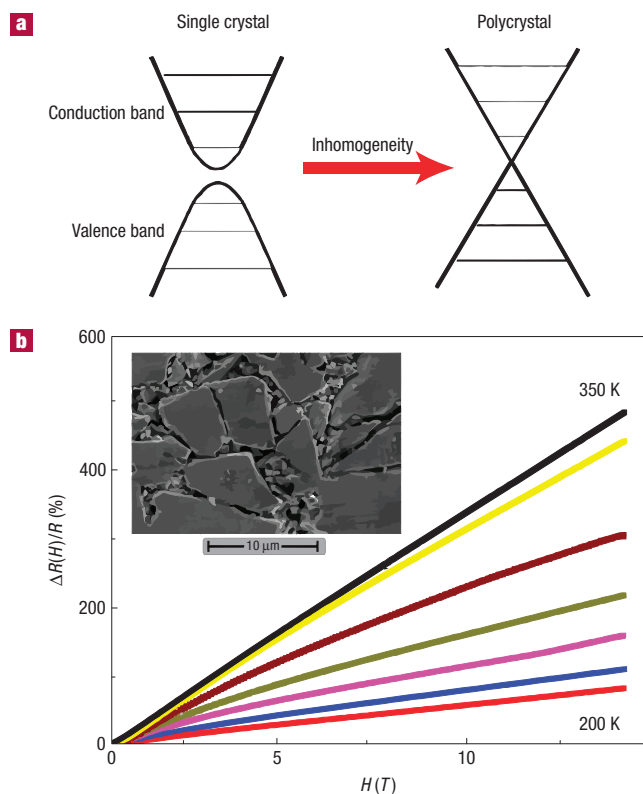 a
Single crystal
Polycrystal
Conduction band
Inhomogeneity
Valence band
b
600
400
200
0
ΔR(H)/R (%)
350 K
200 K
10 μm
0
5
10
H(T)